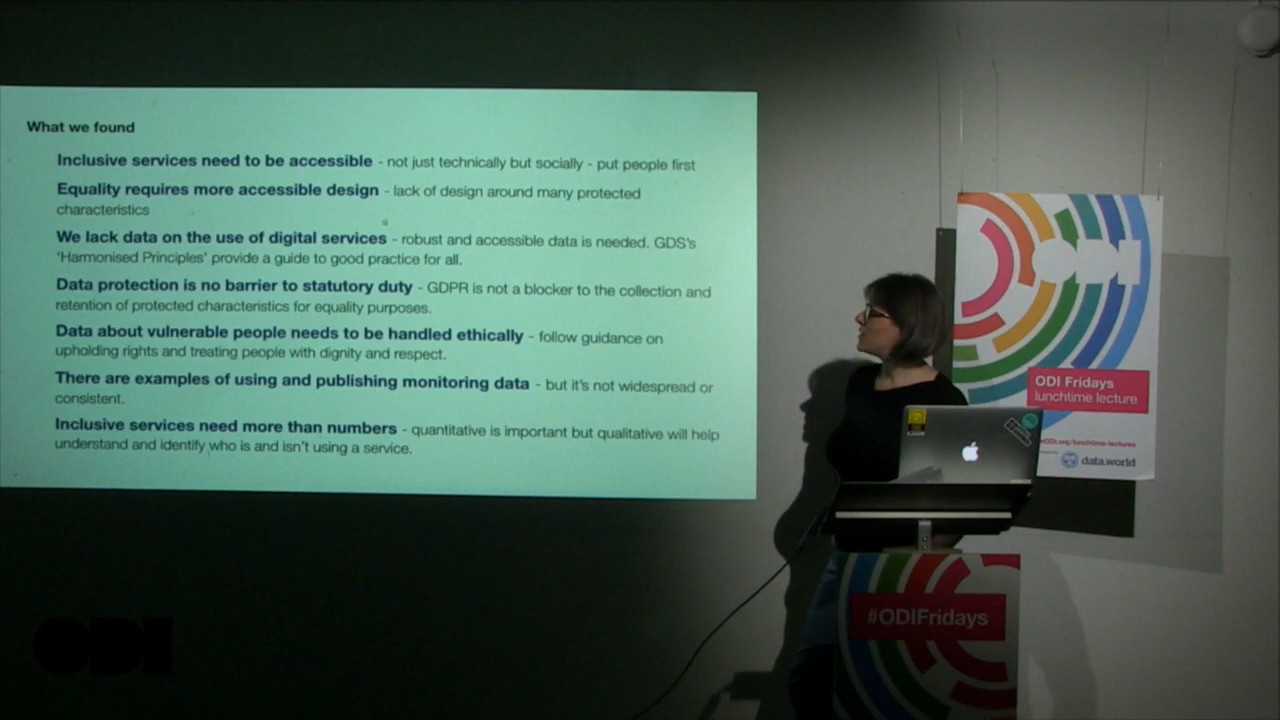 What we found
Inclusive services need to be accessible - not just technically but socially - put people first
Equality requires more accessible design - lack of design around many protected
characteristics
We lack data on the use of digital services - robust and accessible data is needed. GDS's
'Harmonised Principles' provide a guide to good practice for all.
Data protection is no barrier to statutory duty - GDPR is not a blocker to the collection and
retention of protected characteristics for equality purposes.
Data about vulnerable people needs to be handled ethically - follow guidance on
upholding rights and treating people with dignity and respect.
There are examples of using and publishing monitoring data - but it's not widespread or
consistent.
Inclusive services need more than numbers - quantitative is important but qualitative will help
understand and identify who is and isn't using a service.
ODI Fridays
lunchtime lecture
data.world
#ODIFridays
ODI